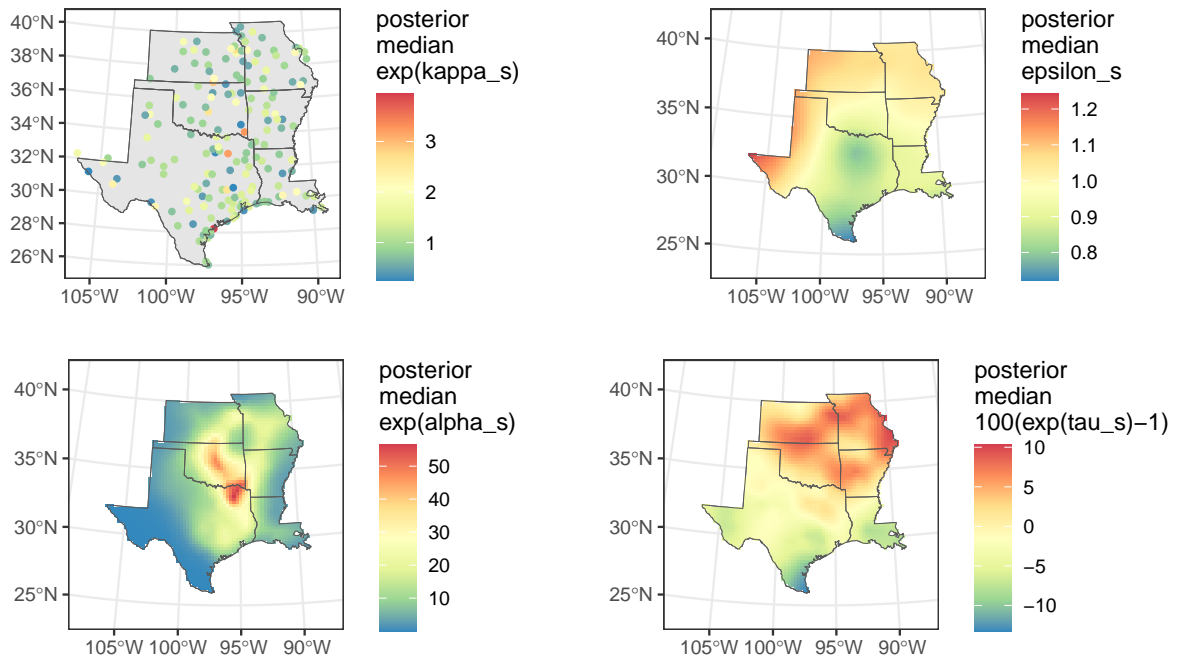 posterior
median
exp(kappa_s)
40°N
38°N
36°N
34°N
32°N
30°N
28°N
26°N
3
2
1
105°W 100°W 95°W 90°W
posterior
median
epsilon_s
40°N
35°N
30°N
25°N
1.2
1.1
1.0
0.9
0.8
105°W 100°W 95°W 90°W
posterior
median
exp(alpha_s)
40°N
35°N
30°N
25°N
50
40
30
20
10
105°W 100°W 95°W 90°W
posterior
median
100(exp(tau_s)−1)
40°N
35°N
30°N
25°N
10
5
0
−5
−10
105°W 100°W 95°W 90°W